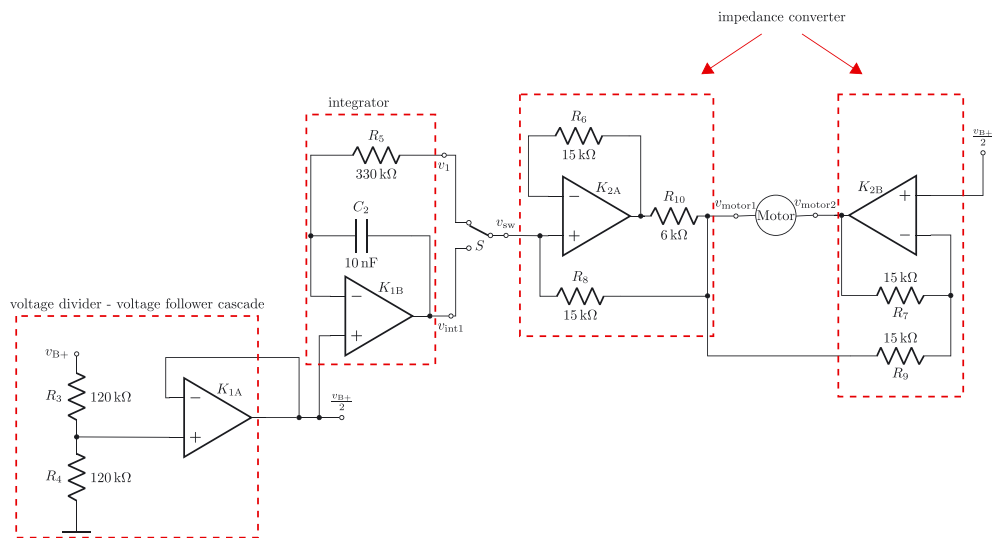 impedance converter
integrator
R5
330 kΩ
v1
C2
10 nF
K1B
−
+
vint1
S
vsw
R6
15 kΩ
K2A
−
+
R10
6 kΩ
R8
15 kΩ
vmotor1
Motor
vmotor2
K2B
+
−
vB+
2
15 kΩ
R7
15 kΩ
R9
voltage divider - voltage follower cascade
vB+
R3
120 kΩ
R4
120 kΩ
K1A
−
+
vB+
2